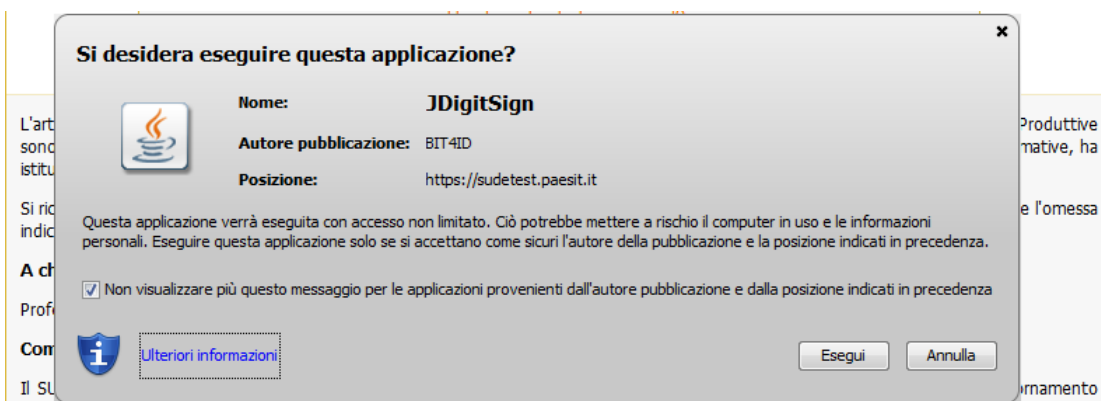 Si desidera eseguire questa applicazione?
Nome: JDigitSign
Autore pubblicazione: BIT4ID
Posizione: https://sudetest.paesit.it
Questa applicazione verrà eseguita con accesso non limitato. Ciò potrebbe mettere a rischio il computer in uso e le informazioni
personali. Eseguire questa applicazione solo se si accettano come sicuri l'autore della pubblicazione e la posizione indicati in precedenza.
Non visualizzare più questo messaggio per le applicazioni provenienti dall'autore pubblicazione e dalla posizione indicati in precedenza
Ulteriori informazioni
Esegui Annulla
L'art
sono
istitu
Si ric
indic
A ch
Profe
Com
Il SU
Produttive
mative, ha
e l'omessa
ornamento